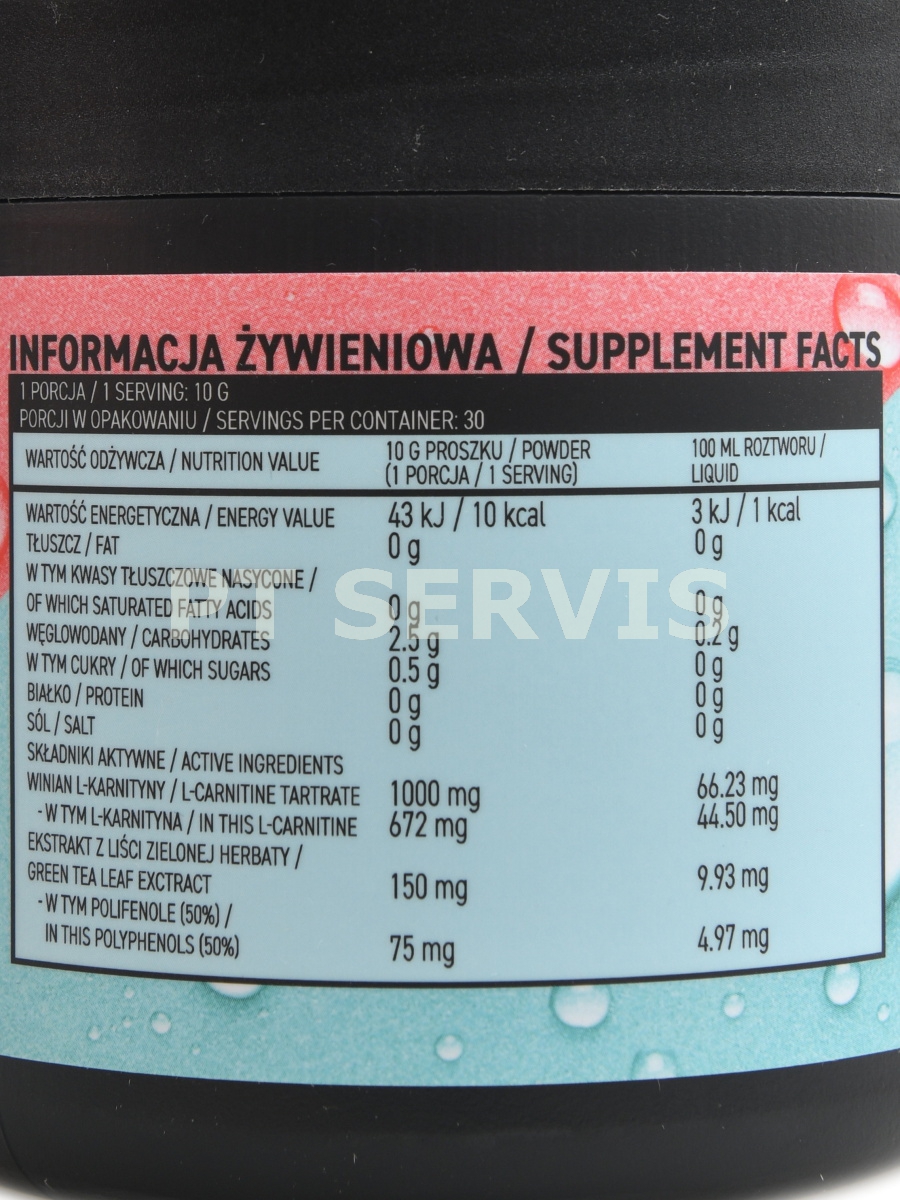 INFORMACJA ŻYWIENIOWA / SUPPLEMENT FACTS
1 PORCJA / 1 SERVING: 10 G
PORCJI W OPAKOWANIU / SERVINGS PER CONTAINER: 30
WARTOŚĆ ODŻYWCZA / NUTRITION VALUE 10 G PROSZKU / POWDER (1 PORCJA / 1 SERVING) 100 ML ROZTWORU / LIQUID
WARTOŚĆ ENERGETYCZNA / ENERGY VALUE 43 kJ / 10 kcal 3 kJ / 1 kcal
TŁUSZCZ / FAT 0 g 0 g
W TYM KWASY TŁUSZCZOWE NASYCONE /
OF WHICH SATURATED FATTY ACIDS 0 g 0 g
WĘGLOWODANY / CARBOHYDRATES 2.5 g 0.2 g
W TYM CUKRY / OF WHICH SUGARS 0.5 g 0 g
BIAŁKO / PROTEIN 0 g 0 g
SÓL / SALT 0 g 0 g
SKŁADNIKI AKTYWNE / ACTIVE INGREDIENTS
WINIAN L-KARNITYNY / L-CARNITINE TARTRATE 1000 mg 66.23 mg
- W TYM L-KARNITYNA / IN THIS L-CARNITINE 672 mg 44.50 mg
EKSTRAKT Z LIŚCI ZIELONEJ HERBATY /
GREEN TEA LEAF EXCTRACT 150 mg 9.93 mg
- W TYM POLIFENOLE (50%) /
IN THIS POLYPHENOLS (50%) 75 mg 4.97 mg
PT SERVIS